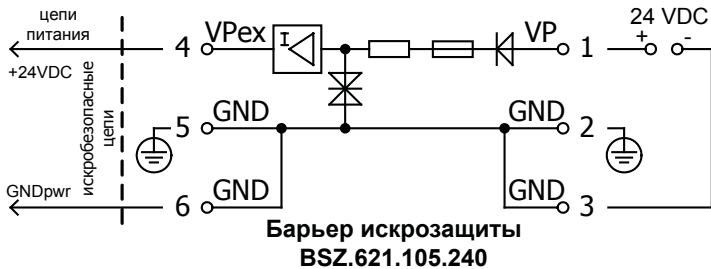 цепи питания
24 VDC
+ -
4 VPex
I
VP 1
+24VDC
искробезопасные цепи
5 GND
GND 2
GNDpwr
6 GND
GND 3
Барьер искрозащиты
BSZ.621.105.240